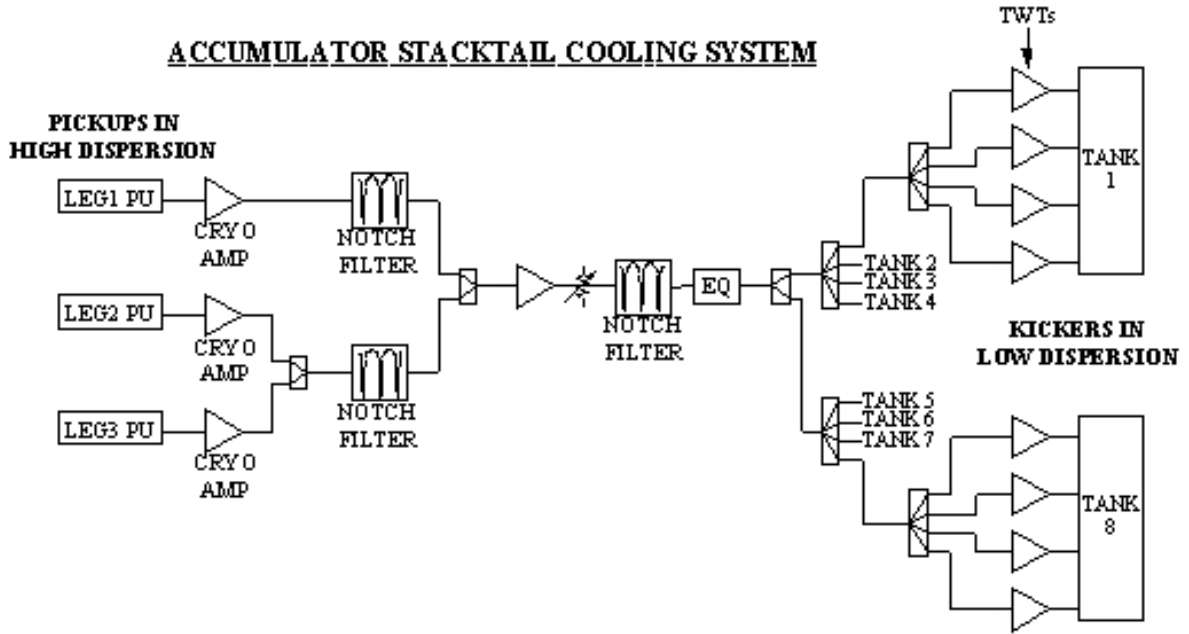 TWTs
ACCUMULATOR STACKTAIL COOLING SYSTEM
PICKUPS IN
HIGH DISPERSION
LEG1 PU
CRYO
AMP
NOTCH
FILTER
LEG2 PU
CRYO
AMP
LEG3 PU
CRYO
AMP
NOTCH
FILTER
NOTCH
FILTER
EQ
TANK 2
TANK 3
TANK 4
TANK
1
KICKERS IN
LOW DISPERSION
TANK 5
TANK 6
TANK 7
TANK
8